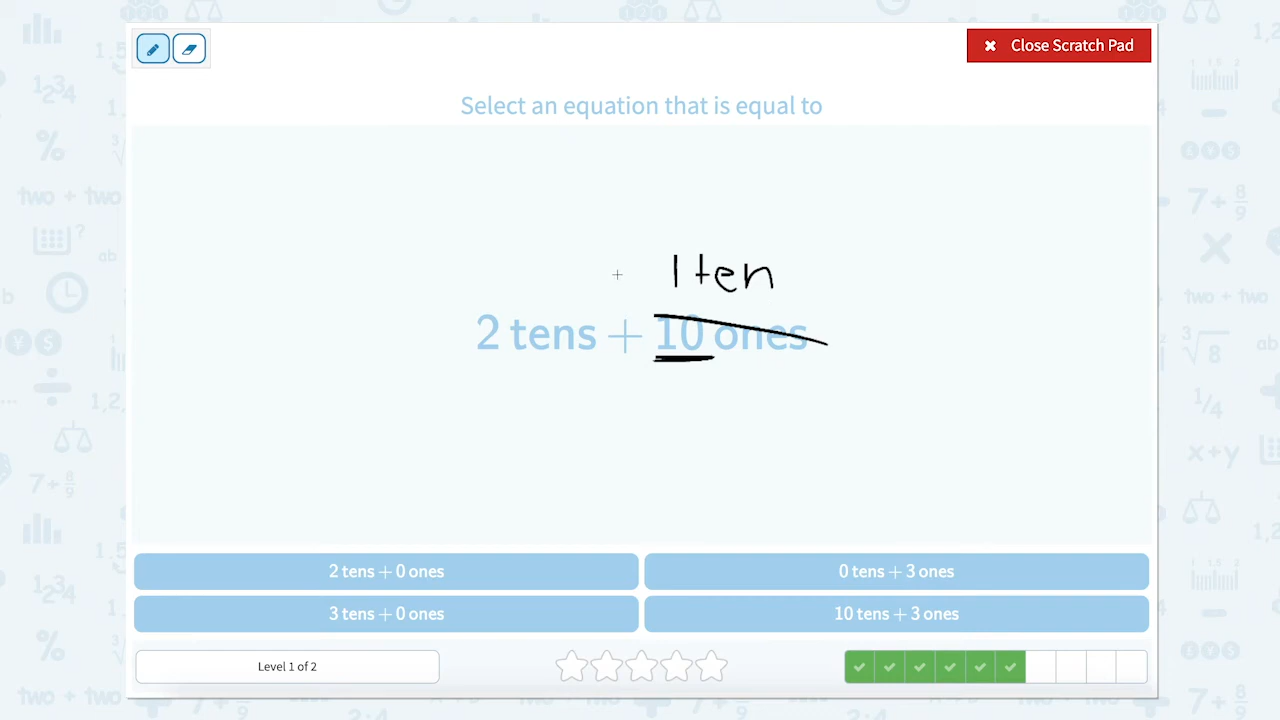 Close Scratch Pad
Select an equation that is equal to
1 ten
2 tens + 10 ones
2 tens + 0 ones
0 tens + 3 ones
3 tens + 0 ones
10 tens + 3 ones
Level 1 of 2